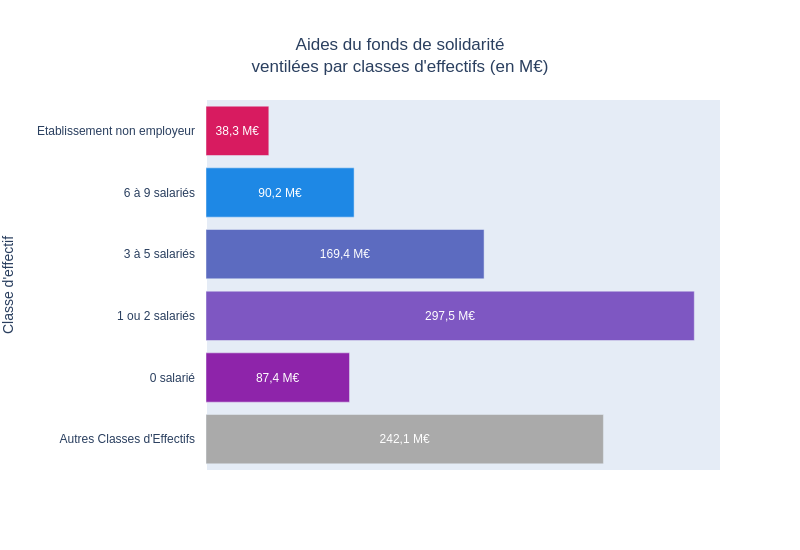 Aides du fonds de solidarité
ventilées par classes d'effectifs (en M€)
Classe d'effectif
Etablissement non employeur
38,3 M€
6 à 9 salariés
90,2 M€
3 à 5 salariés
169,4 M€
1 ou 2 salariés
297,5 M€
0 salarié
87,4 M€
Autres Classes d'Effectifs
242,1 M€